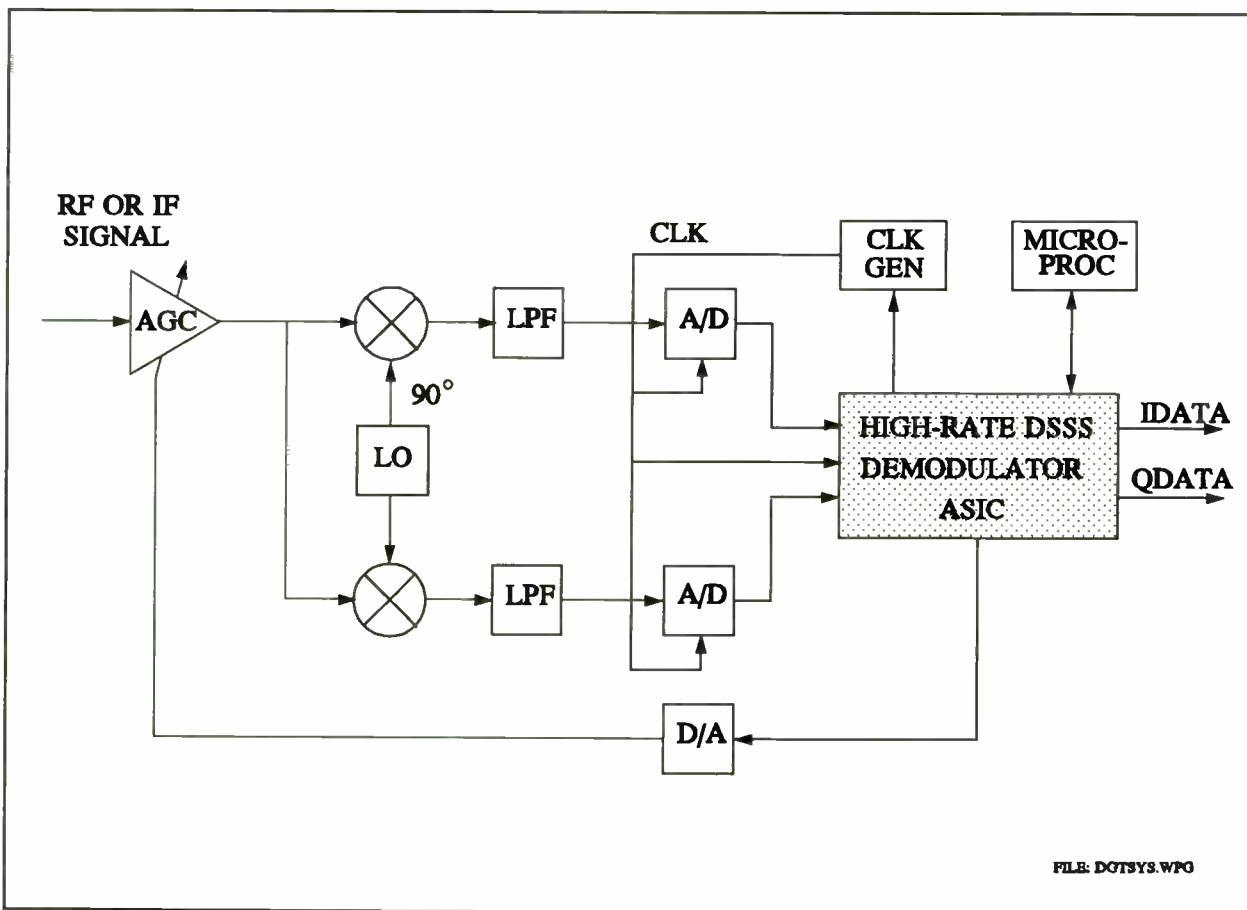 RF OR IF
SIGNAL
AGC
LPF
90°
LO
LPF
CLK
A/D
A/D
D/A
CLK
GEN
MICRO-
PROC
HIGH-RATE DSSS
DEMODULATOR
ASIC
IDATA
QDATA
FILE: DGTSYS.WPG